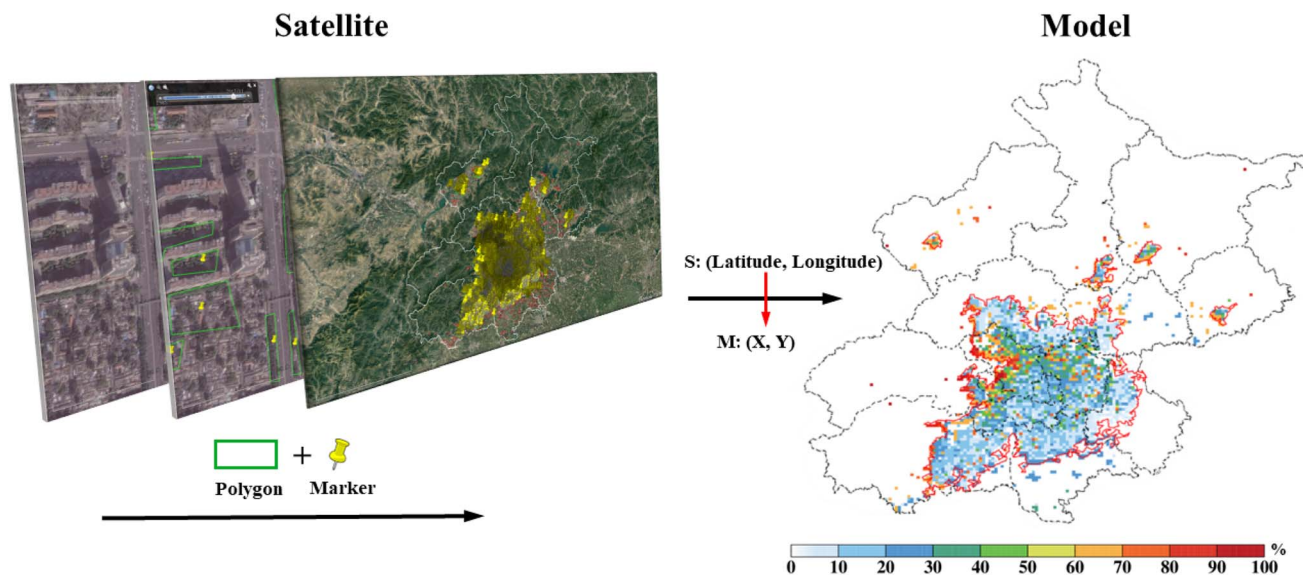 Satellite
Model
S: (Latitude, Longitude)
M: (X, Y)
+
Polygon Marker
%
0 10 20 30 40 50 60 70 80 90 100